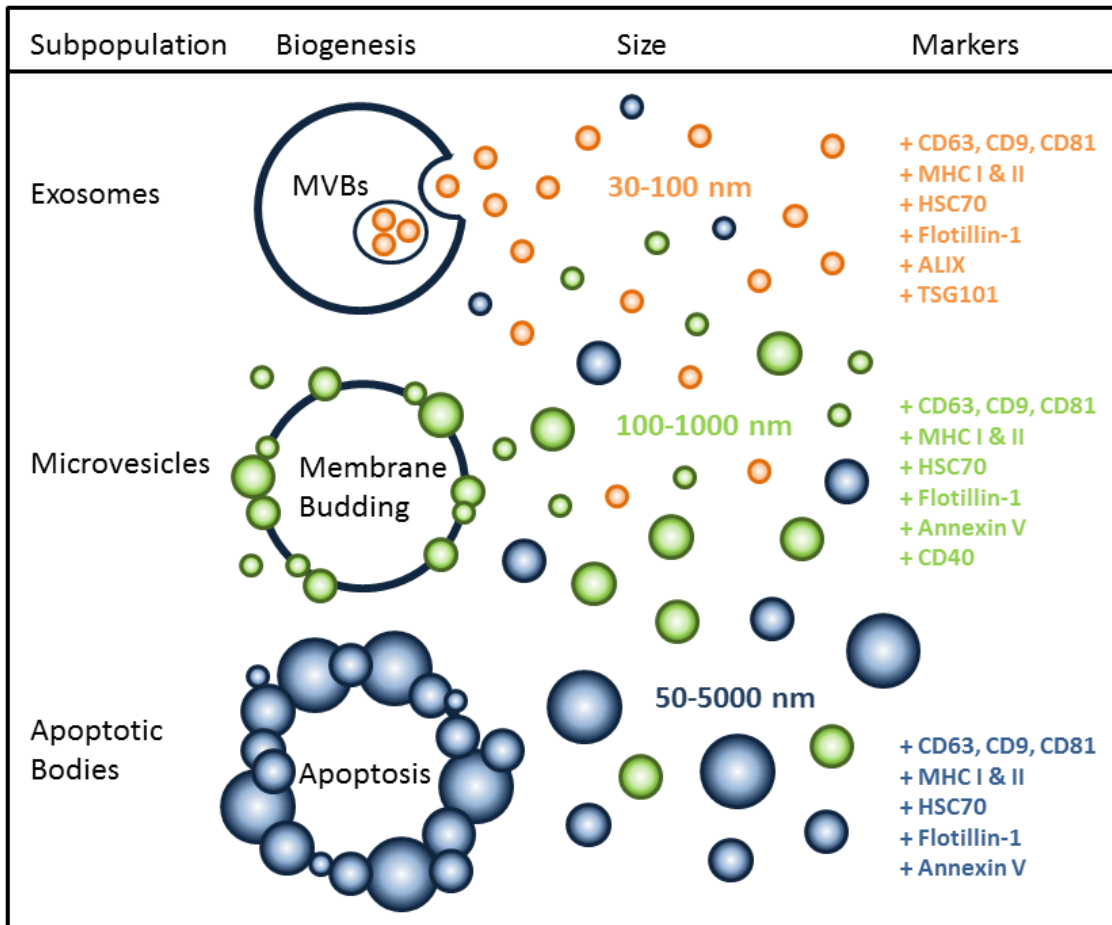 Subpopulation Biogenesis Size Markers
Exosomes
MVBs
30-100 nm
+ CD63, CD9, CD81
+ MHC I & II
+ HSC70
+ Flotillin-1
+ ALIX
+ TSG101
Microvesicles
Membrane
Budding
100-1000 nm
+ CD63, CD9, CD81
+ MHC I & II
+ HSC70
+ Flotillin-1
+ Annexin V
+ CD40
Apoptotic
Bodies
Apoptosis
50-5000 nm
+ CD63, CD9, CD81
+ MHC I & II
+ HSC70
+ Flotillin-1
+ Annexin V